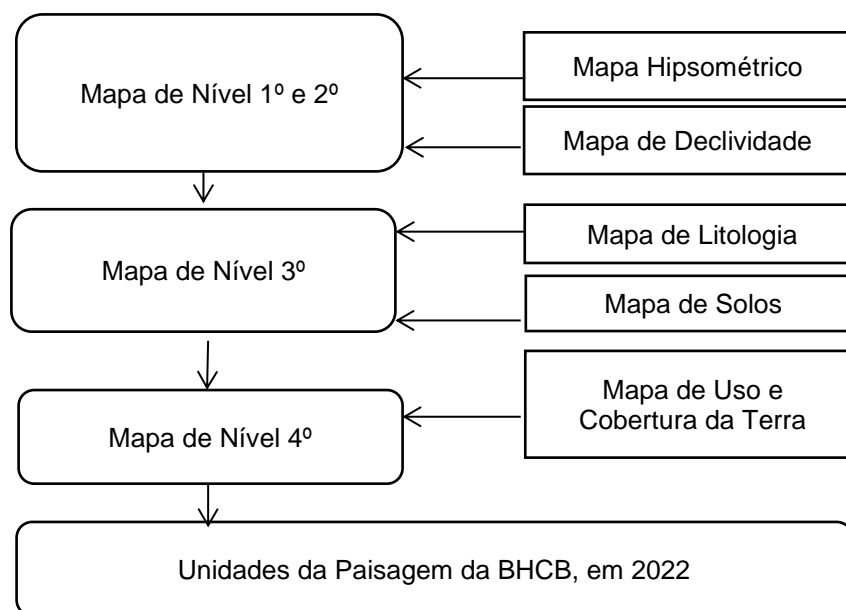 Mapa de Nível 1º e 2º
Mapa Hipsométrico
Mapa de Declividade
Mapa de Nível 3º
Mapa de Litologia
Mapa de Solos
Mapa de Nível 4º
Mapa de Uso e
Cobertura da Terra
Unidades da Paisagem da BHCB, em 2022